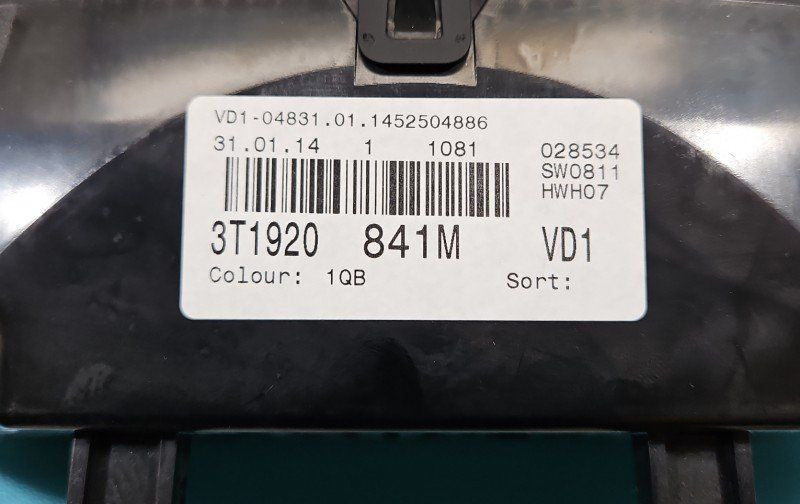 VD1-04831.01.1452504886
31.01.14 1 1081 028534
SW0811
HWH07
3T1920 841M VD1
Colour: 1QB Sort: